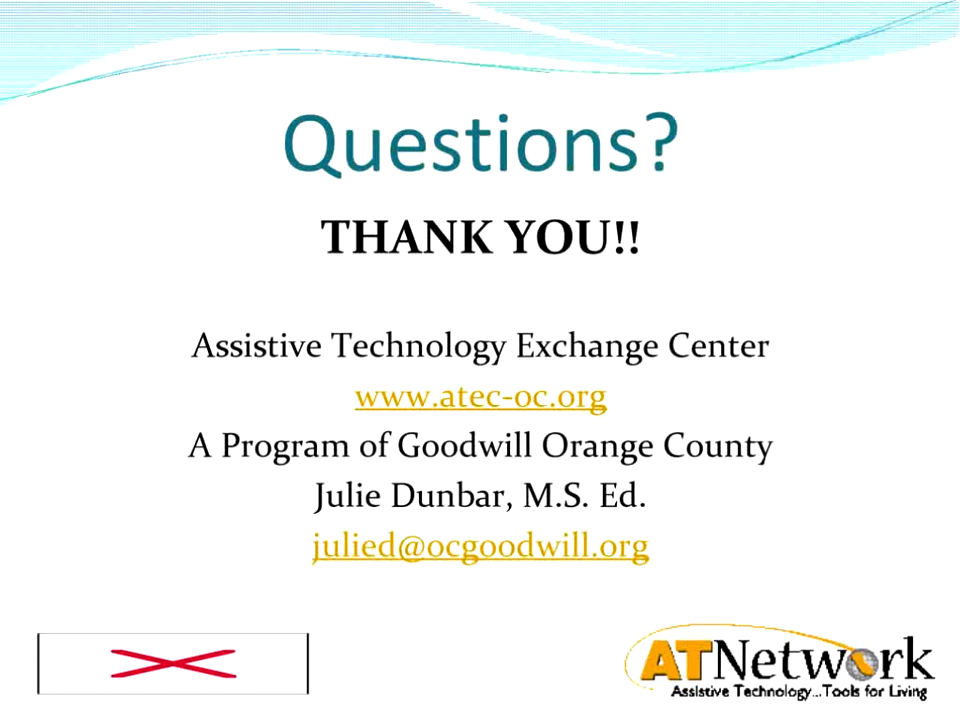 Questions?
THANK YOU!!
Assistive Technology Exchange Center
www.atec-oc.org
A Program of Goodwill Orange County
Julie Dunbar, M.S. Ed.
julied@ocgoodwill.org
ATNetwork
Assistive Technology...Tools for Living